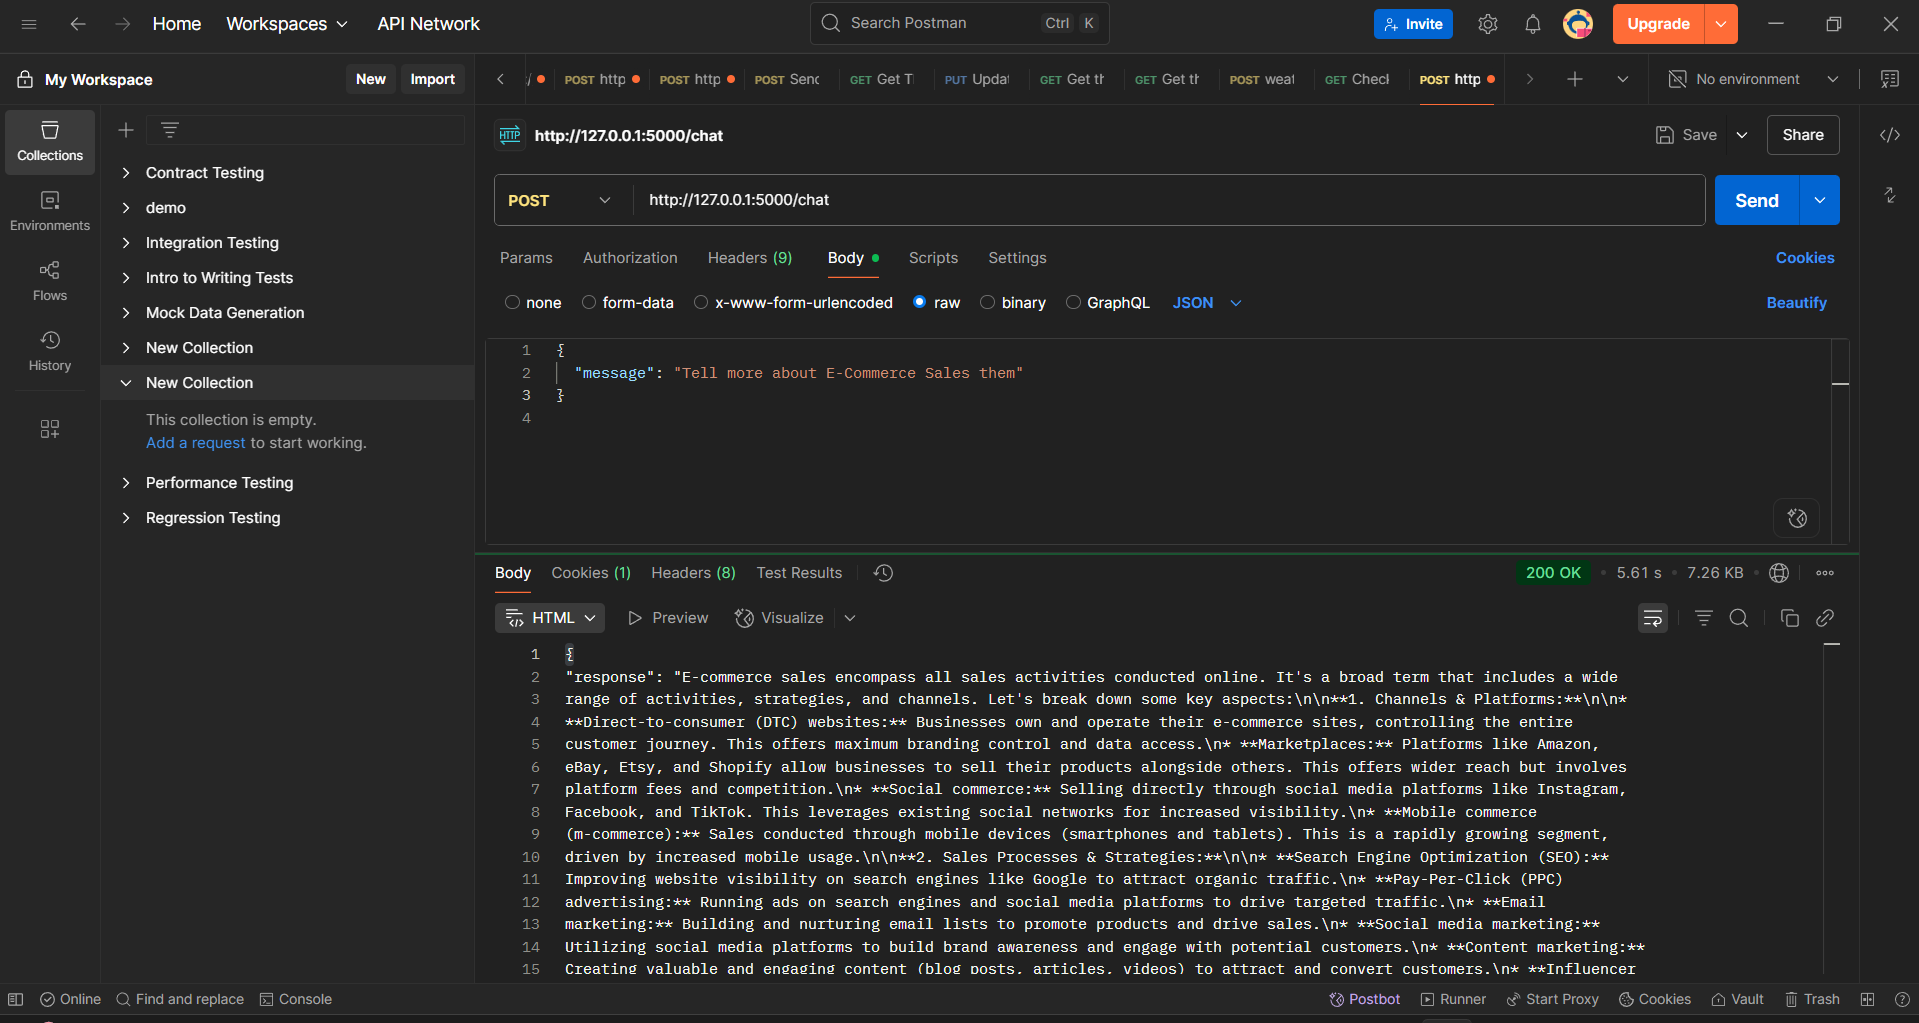 Home
Workspaces
API Network
Search Postman
Ctrl K
Invite
Upgrade
My Workspace
New
Import
POST http
POST http
POST Send
GET Get T
PUT Updat
GET Get th
GET Get th
POST weat
GET Check
POST http
No environment
Collections
Environments
Flows
History
Contract Testing
demo
Integration Testing
Intro to Writing Tests
Mock Data Generation
New Collection
New Collection
This collection is empty.
Add a request to start working.
Performance Testing
Regression Testing
HTTP http://127.0.0.1:5000/chat
Save
Share
POST http://127.0.0.1:5000/chat
Send
Params Authorization Headers (9) Body Scripts Settings Cookies
none form-data x-www-form-urlencoded raw binary GraphQL JSON Beautify
1 {
2 "message": "Tell more about E-Commerce Sales them"
3 }
4
Body Cookies (1) Headers (8) Test Results 200 OK • 5.61 s • 7.26 KB
HTML Preview Visualize
1 {
2 "response": "E-commerce sales encompass all sales activities conducted online. It's a broad term that includes a wide
3 range of activities, strategies, and channels. Let's break down some key aspects:\n\n**1. Channels & Platforms:**\n\n*
4 **Direct-to-consumer (DTC) websites:** Businesses own and operate their e-commerce sites, controlling the entire
5 customer journey. This offers maximum branding control and data access.\n* **Marketplaces:** Platforms like Amazon,
6 eBay, Etsy, and Shopify allow businesses to sell their products alongside others. This offers wider reach but involves
7 platform fees and competition.\n* **Social commerce:** Selling directly through social media platforms like Instagram,
8 Facebook, and TikTok. This leverages existing social networks for increased visibility.\n* **Mobile commerce
9 (m-commerce):** Sales conducted through mobile devices (smartphones and tablets). This is a rapidly growing segment,
10 driven by increased mobile usage.\n\n**2. Sales Processes & Strategies:**\n\n* **Search Engine Optimization (SEO):**
11 Improving website visibility on search engines like Google to attract organic traffic.\n* **Pay-Per-Click (PPC)
12 advertising:** Running ads on search engines and social media platforms to drive targeted traffic.\n* **Email
13 marketing:** Building and nurturing email lists to promote products and drive sales.\n* **Social media marketing:**
14 Utilizing social media platforms to build brand awareness and engage with potential customers.\n* **Content marketing:**
15 Creating valuable and engaging content (blog posts, articles, videos) to attract and convert customers.\n* **Influencer
Online Find and replace Console Postbot Runner Start Proxy Cookies Vault Trash